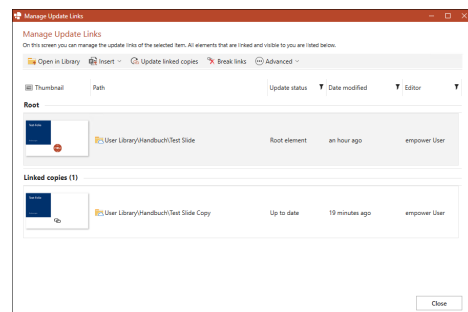 Manage Update Links
Manage Update Links
On this screen you can manage the update links of the selected item. All elements that are linked and visible to you are listed below.
Open in Library Insert Update linked copies Break links Advanced
Thumbnail Path Update status Date modified Editor
Root
Test Folie
User Library\Handbuch\Test Slide Root element an hour ago empower User
Linked copies (1)
Test Folie
User Library\Handbuch\Test Slide Copy Up to date 19 minutes ago empower User
Close